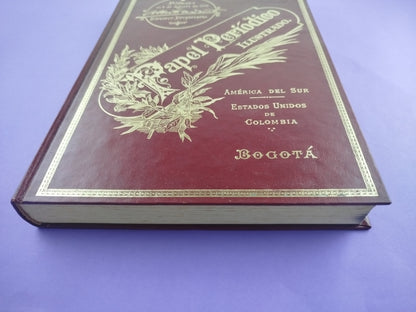 Papel Periódico
Ilustrado.
América del Sur
Estados Unidos
de
Colombia
Bogotá